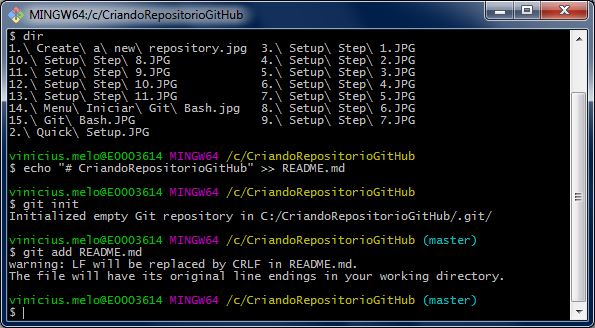 MINGW64:/c/CriandoRepositorioGitHub
$ dir
1.\ Create\ a\ new\ repository.jpg  3.\ Setup\ Step\ 1.JPG
10.\ Setup\ Step\ 8.JPG             4.\ Setup\ Step\ 2.JPG
11.\ Setup\ Step\ 9.JPG             5.\ Setup\ Step\ 3.JPG
12.\ Setup\ Step\ 10.JPG            6.\ Setup\ Step\ 4.JPG
13.\ Setup\ Step\ 11.JPG            7.\ Setup\ Step\ 5.JPG
14.\ Menu\ Iniciar\ Git\ Bash.jpg   8.\ Setup\ Step\ 6.JPG
15.\ Git\ Bash.JPG                  9.\ Setup\ Step\ 7.JPG
2.\ Quick\ Setup.JPG
vinicius.melo@E0003614 MINGW64 /c/CriandoRepositorioGitHub
$ echo "# CriandoRepositorioGitHub" >> README.md
vinicius.melo@E0003614 MINGW64 /c/CriandoRepositorioGitHub
$ git init
Initialized empty Git repository in C:/CriandoRepositorioGitHub/.git/
vinicius.melo@E0003614 MINGW64 /c/CriandoRepositorioGitHub (master)
$ git add README.md
warning: LF will be replaced by CRLF in README.md.
The file will have its original line endings in your working directory.
vinicius.melo@E0003614 MINGW64 /c/CriandoRepositorioGitHub (master)
$